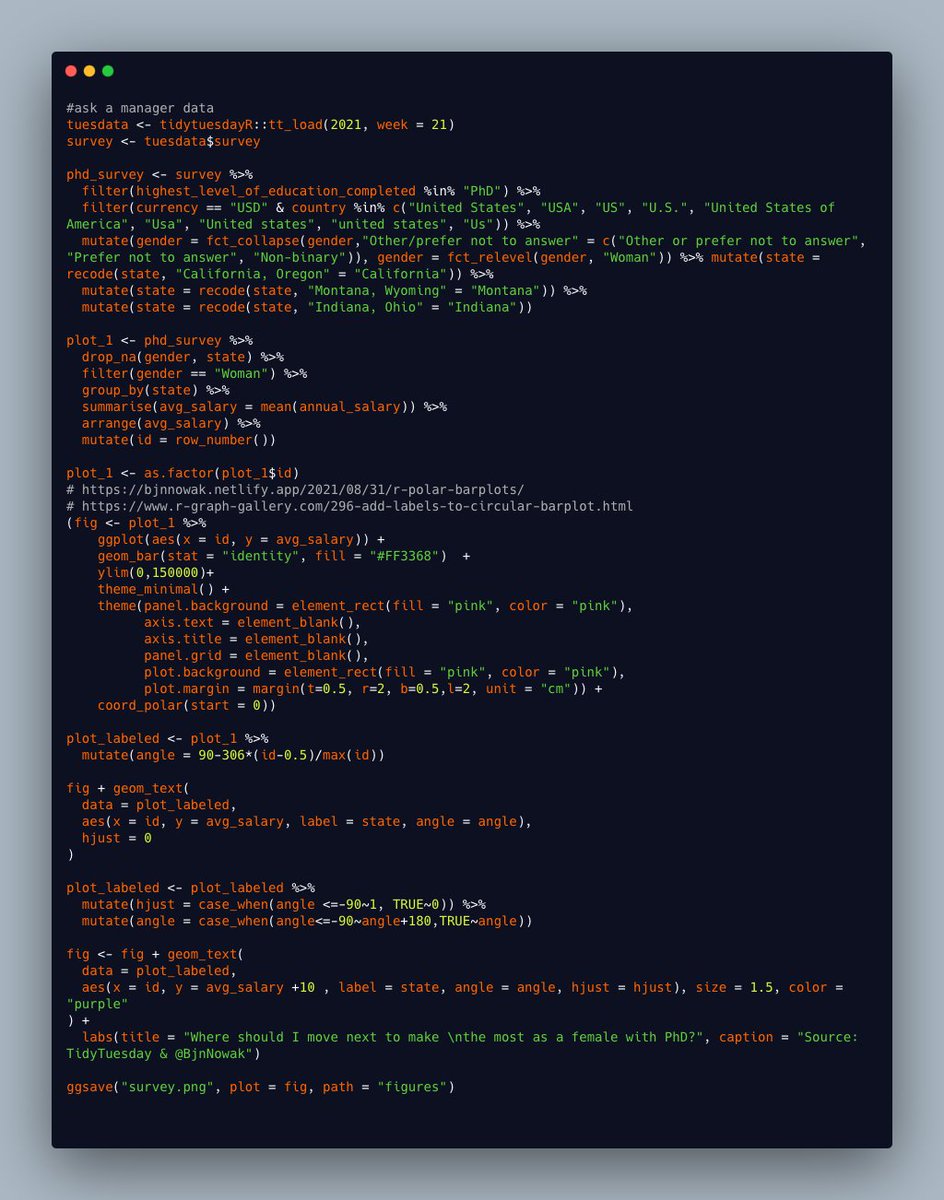 #ask a manager data
tuesdata <- tidytuesdayR::tt_load(2021, week = 21)
survey <- tuesdata$survey
phd_survey <- survey %>%
  filter(highest_level_of_education_completed %in% "PhD") %>%
  filter(currency == "USD" & country %in% c("United States", "USA", "US", "U.S.", "United States of
America", "Usa", "United states", "united states", "Us")) %>%
  mutate(gender = fct_collapse(gender,"Other/prefer not to answer" = c("Other or prefer not to answer",
"Prefer not to answer", "Non-binary")), gender = fct_relevel(gender, "Woman")) %>% mutate(state =
recode(state, "California, Oregon" = "California")) %>%
  mutate(state = recode(state, "Montana, Wyoming" = "Montana")) %>%
  mutate(state = recode(state, "Indiana, Ohio" = "Indiana"))
plot_1 <- phd_survey %>%
  drop_na(gender, state) %>%
  filter(gender == "Woman") %>%
  group_by(state) %>%
  summarise(avg_salary = mean(annual_salary)) %>%
  arrange(avg_salary) %>%
  mutate(id = row_number())
plot_1 <- as.factor(plot_1$id)
# https://bjnnowak.netlify.app/2021/08/31/r-polar-barplots/
# https://www.r-graph-gallery.com/296-add-labels-to-circular-barplot.html
(fig <- plot_1 %>%
    ggplot(aes(x = id, y = avg_salary)) +
    geom_bar(stat = "identity", fill = "#FF3368")  +
    ylim(0,150000)+
    theme_minimal() +
    theme(panel.background = element_rect(fill = "pink", color = "pink"),
          axis.text = element_blank(),
          axis.title = element_blank(),
          panel.grid = element_blank(),
          plot.background = element_rect(fill = "pink", color = "pink"),
          plot.margin = margin(t=0.5, r=2, b=0.5,l=2, unit = "cm")) +
    coord_polar(start = 0))
plot_labeled <- plot_1 %>%
  mutate(angle = 90-306*(id-0.5)/max(id))
fig + geom_text(
  data = plot_labeled,
  aes(x = id, y = avg_salary, label = state, angle = angle),
  hjust = 0
)
plot_labeled <- plot_labeled %>%
  mutate(hjust = case_when(angle <=-90~1, TRUE~0)) %>%
  mutate(angle = case_when(angle<=-90~angle+180,TRUE~angle))
fig <- fig + geom_text(
  data = plot_labeled,
  aes(x = id, y = avg_salary +10 , label = state, angle = angle, hjust = hjust), size = 1.5, color =
"purple"
) +
  labs(title = "Where should I move next to make \nthe most as a female with PhD?", caption = "Source:
TidyTuesday & @BjnNowak")
ggsave("survey.png", plot = fig, path = "figures")